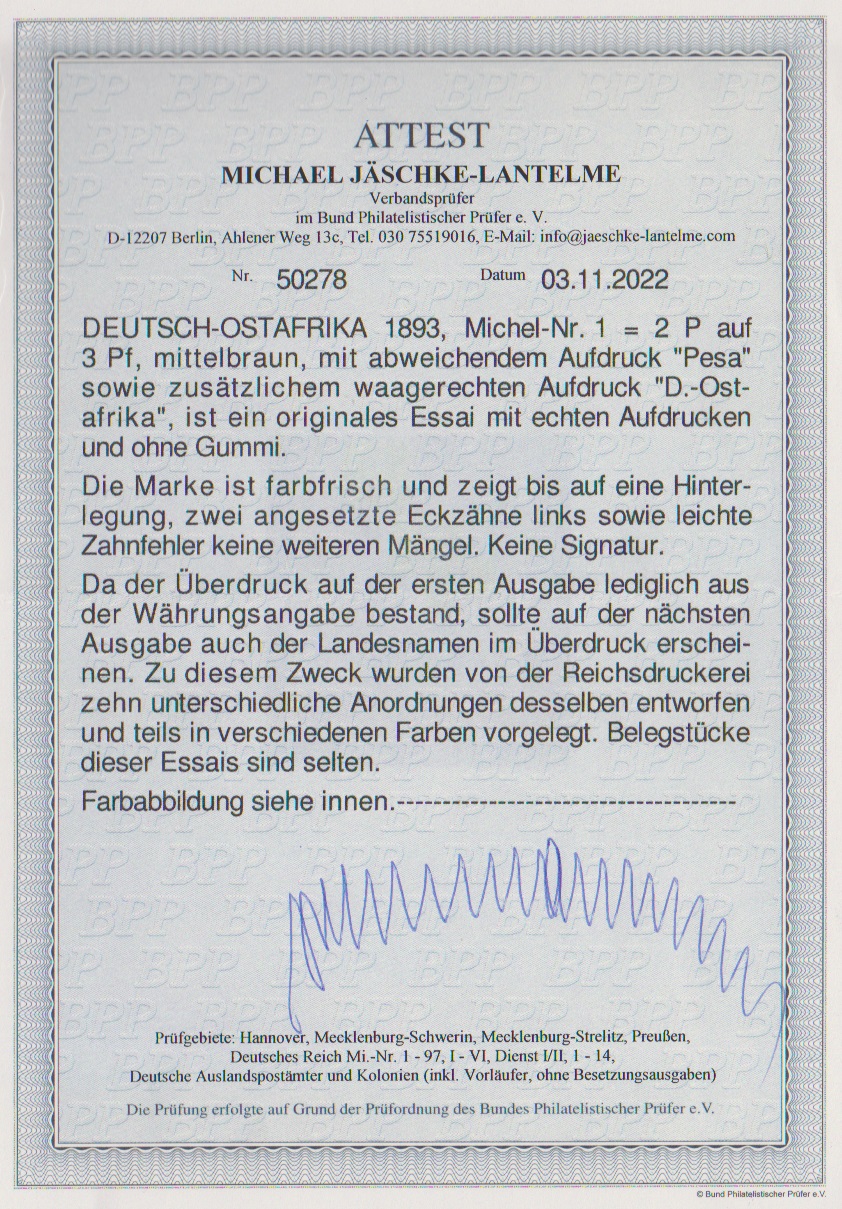 ATTEST
MICHAEL JÄSCHKE-LANTELME
Verbandsprüfer
im Bund Philatelistischer Prüfer e. V.
D-12207 Berlin, Ahlener Weg 13c, Tel. 030 75519016, E-Mail: info@jaeschke-lantelme.com
Nr. 50278 Datum 03.11.2022
DEUTSCH-OSTAFRIKA 1893, Michel-Nr. 1 = 2 P auf
3 Pf, mittelbraun, mit abweichendem Aufdruck "Pesa"
sowie zusätzlichem waagerechten Aufdruck "D.-Ost-
afrika", ist ein originales Essai mit echten Aufdrucken
und ohne Gummi.
Die Marke ist farbfrisch und zeigt bis auf eine Hinter-
legung, zwei angesetzte Eckzähne links sowie leichte
Zahnfehler keine weiteren Mängel. Keine Signatur.
Da der Überdruck auf der ersten Ausgabe lediglich aus
der Währungsangabe bestand, sollte auf der nächsten
Ausgabe auch der Landesnamen im Überdruck erschei-
nen. Zu diesem Zweck wurden von der Reichsdruckerei
zehn unterschiedliche Anordnungen desselben entworfen
und teils in verschiedenen Farben vorgelegt. Belegstücke
dieser Essais sind selten.
Farbabbildung siehe innen.-------------------------------------
Prüfgebiete: Hannover, Mecklenburg-Schwerin, Mecklenburg-Strelitz, Preußen,
Deutsches Reich Mi.-Nr. 1 - 97, I - VI, Dienst I/II, 1 - 14,
Deutsche Auslandspostämter und Kolonien (inkl. Vorläufer, ohne Besetzungsausgaben)
Die Prüfung erfolgte auf Grund der Prüfordnung des Bundes Philatelistischer Prüfer e.V.
© Bund Philatelistischer Prüfer e.V.